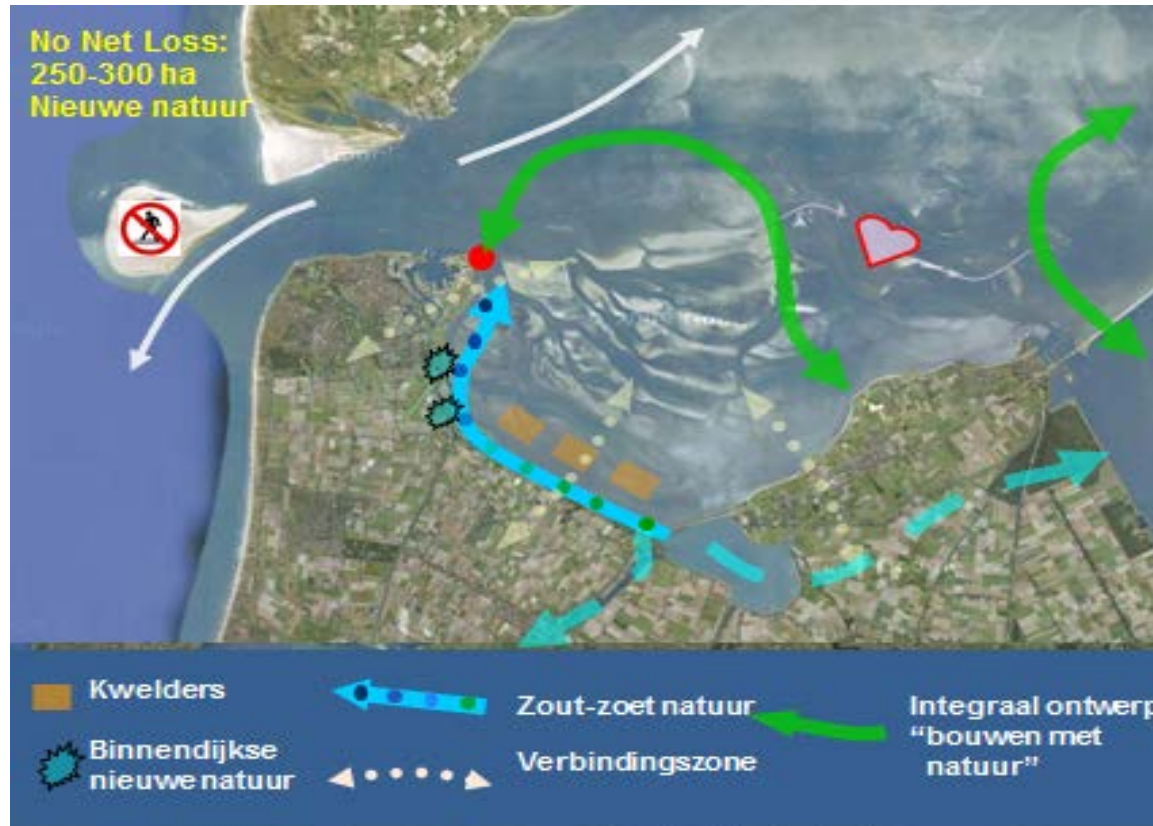 No Net Loss:
250-300 ha
Nieuwe natuur
Kwelders
Binnendijkse
nieuwe natuur
Zout-zoet natuur
Verbindingszone
Integraal ontwerp
“bouwen met
natuur”